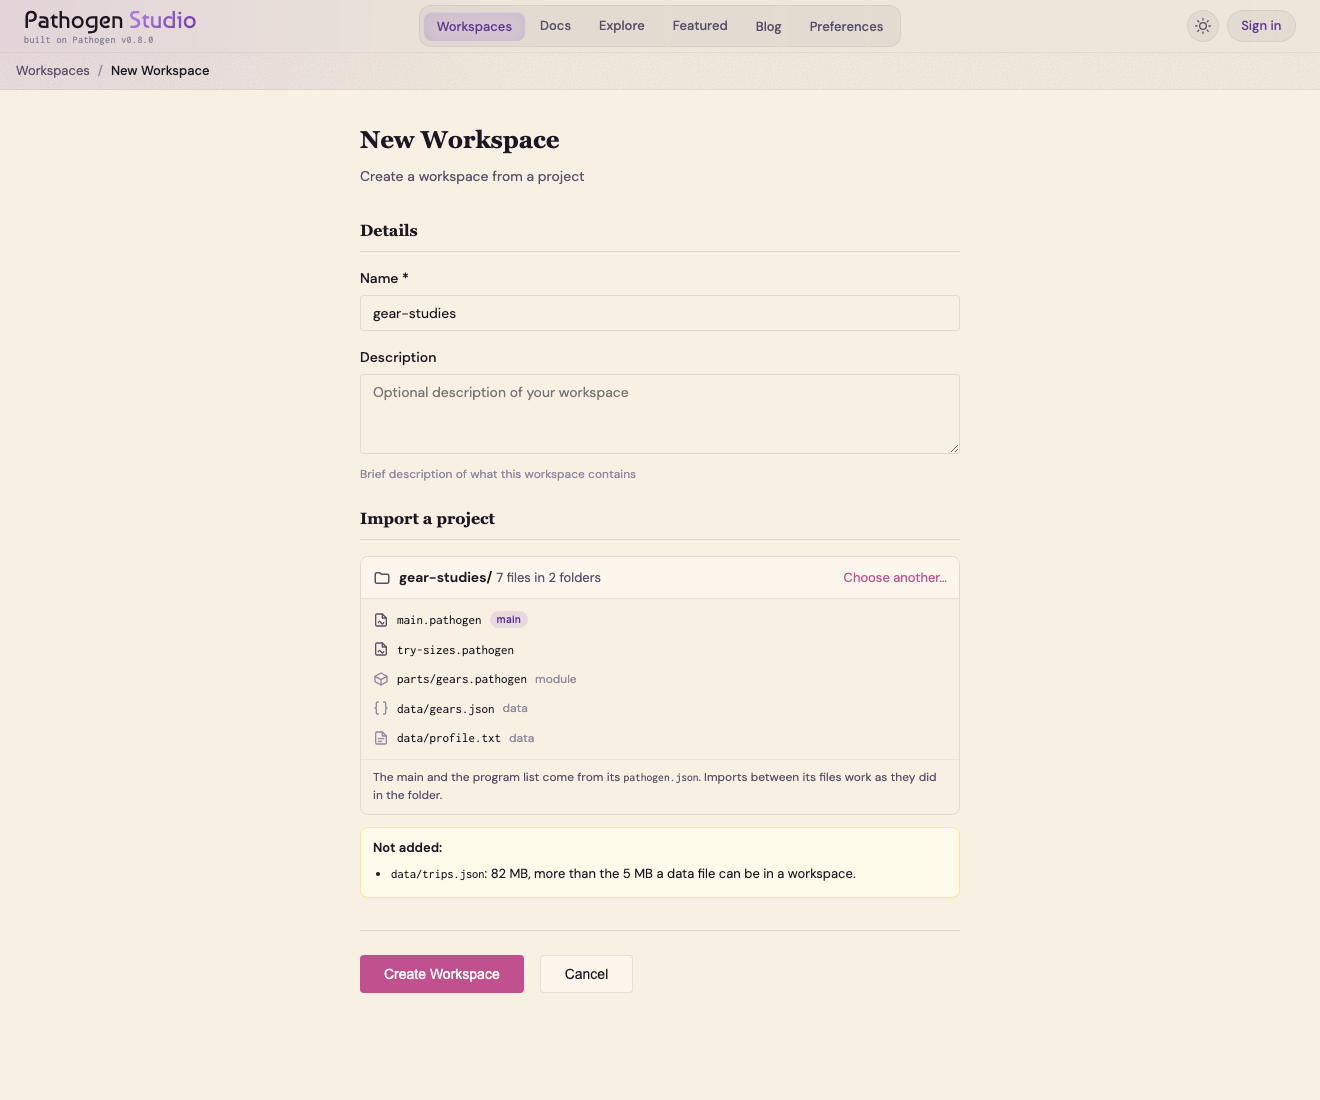 Pathogen Studio
built on Pathogen v0.8.0
Workspaces
Docs
Explore
Featured
Blog
Preferences
Sign in
Workspaces / New Workspace
New Workspace
Create a workspace from a project
Details
Name *
gear-studies
Description
Optional description of your workspace
Brief description of what this workspace contains
Import a project
gear-studies/ 7 files in 2 folders
Choose another…
main.pathogen main
try-sizes.pathogen
parts/gears.pathogen module
data/gears.json data
data/profile.txt data
The main and the program list come from its pathogen.json. Imports between its files work as they did
in the folder.
Not added:
• data/trips.json: 82 MB, more than the 5 MB a data file can be in a workspace.
Create Workspace
Cancel